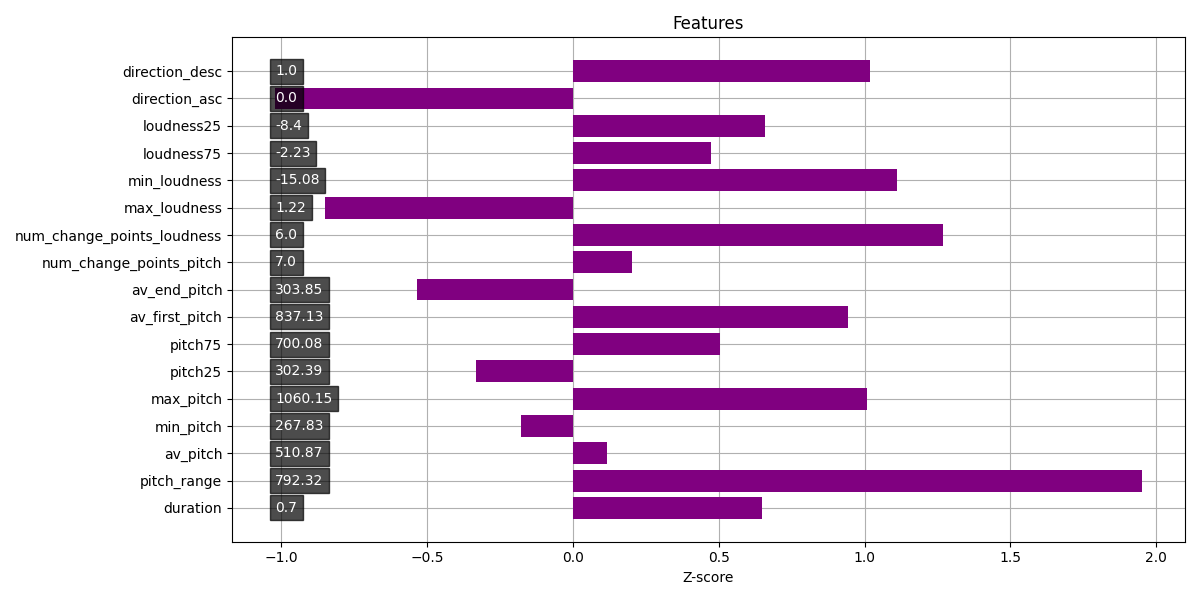 Features
direction_desc 1.0
direction_asc 0.0
loudness25 -8.4
loudness75 -2.23
min_loudness -15.08
max_loudness 1.22
num_change_points_loudness 6.0
num_change_points_pitch 7.0
av_end_pitch 303.85
av_first_pitch 837.13
pitch75 700.08
pitch25 302.39
max_pitch 1060.15
min_pitch 267.83
av_pitch 510.87
pitch_range 792.32
duration 0.7
−1.0 −0.5 0.0 0.5 1.0 1.5 2.0
Z-score